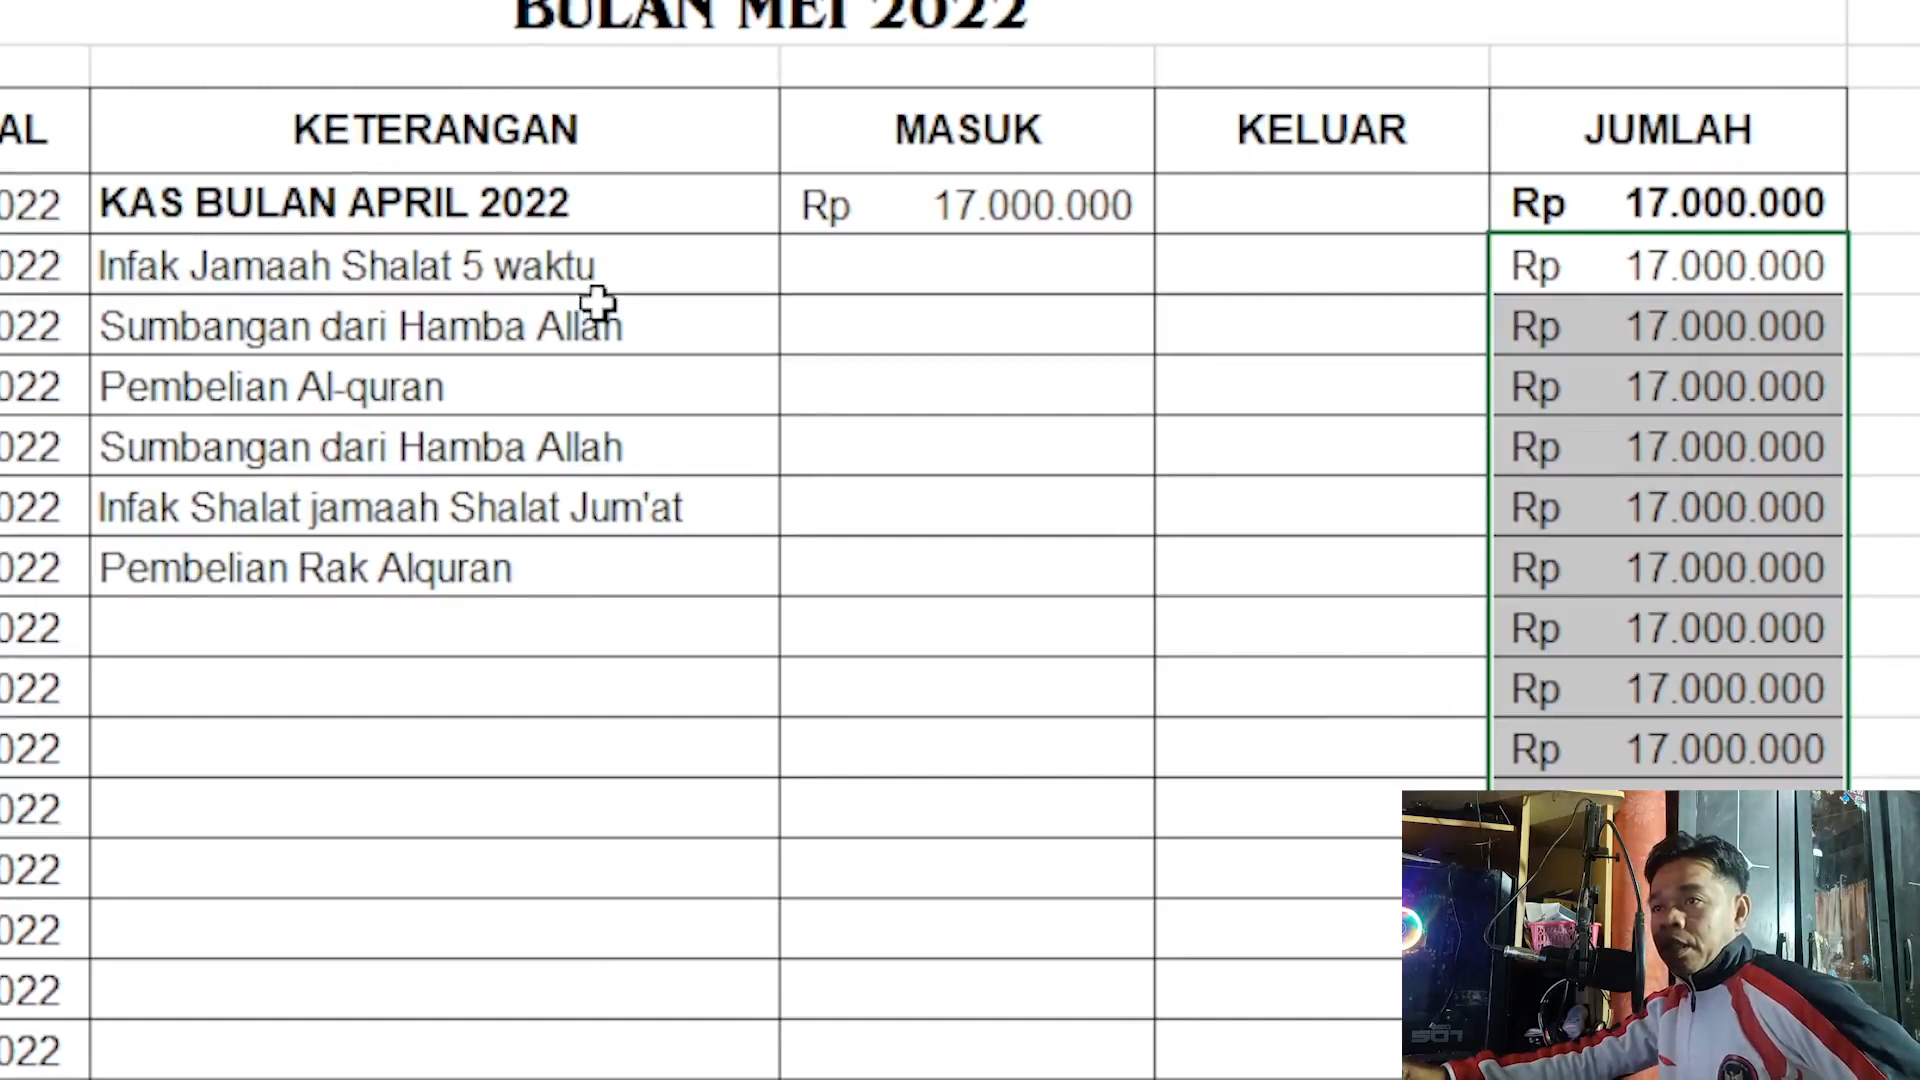 BULAN MEI 2022
AL KETERANGAN MASUK KELUAR JUMLAH
022 KAS BULAN APRIL 2022 Rp 17.000.000 Rp 17.000.000
022 Infak Jamaah Shalat 5 waktu Rp 17.000.000
022 Sumbangan dari Hamba Allah Rp 17.000.000
022 Pembelian Al-quran Rp 17.000.000
022 Sumbangan dari Hamba Allah Rp 17.000.000
022 Infak Shalat jamaah Shalat Jum'at Rp 17.000.000
022 Pembelian Rak Alquran Rp 17.000.000
022 Rp 17.000.000
022 Rp 17.000.000
022 Rp 17.000.000
022
022
022
022
022